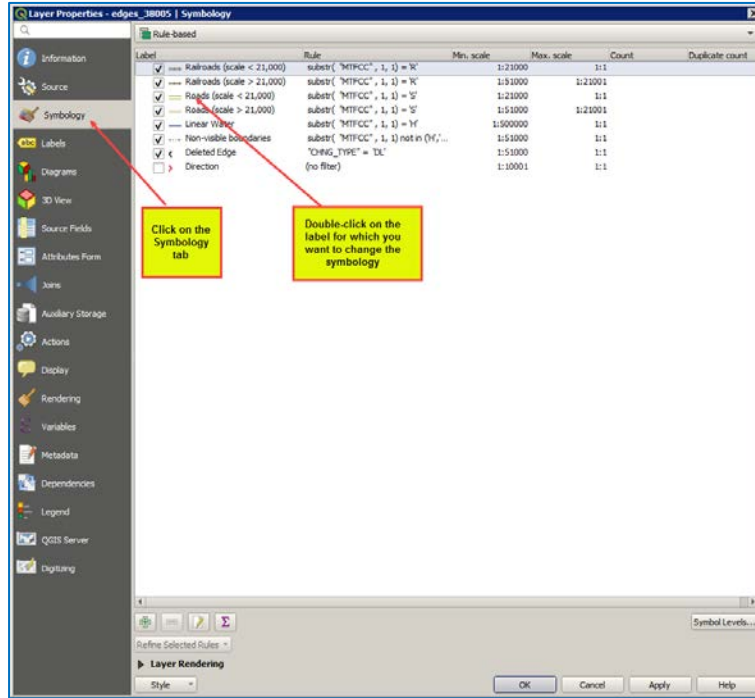 Layer Properties - edges_38005 | Symbology
Rule-based
Information
Source
Symbology
Labels
Diagrams
3D View
Source Fields
Attributes Form
Joins
Auxiliary Storage
Actions
Display
Rendering
Variables
Metadata
Dependencies
Legend
QGIS Server
Digitizing
Label Rule Min. scale Max. scale Count Duplicate count
Railroads (scale < 21,000) substr( "MTFCC" , 1, 1) = 'R' 1:21000 1:1
Railroads (scale > 21,000) substr( "MTFCC" , 1, 1) = 'R' 1:51000 1:21001
Roads (scale < 21,000) substr( "MTFCC" , 1, 1) = 'S' 1:21000 1:1
Roads (scale > 21,000) substr( "MTFCC" , 1, 1) = 'S' 1:51000 1:21001
Linear Water substr( "MTFCC" , 1, 1) = 'H' 1:500000 1:1
Non-visible boundaries substr( "MTFCC" , 1, 1) not in ('H','... 1:51000 1:1
Deleted Edge "CHNG_TYPE" = 'DL' 1:51000 1:1
Direction (no filter) 1:10001 1:1
Click on the
Symbology
tab
Double-click on the
label for which you
want to change the
symbology
Symbol Levels...
Refine Selected Rules
Layer Rendering
Style OK Cancel Apply Help